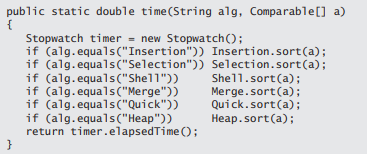 public static double time(String alg, Comparable[] a)
{
   Stopwatch timer = new Stopwatch();
   if (alg.equals("Insertion")) Insertion.sort(a);
   if (alg.equals("Selection")) Selection.sort(a);
   if (alg.equals("Shell"))     Shell.sort(a);
   if (alg.equals("Merge"))     Merge.sort(a);
   if (alg.equals("Quick"))     Quick.sort(a);
   if (alg.equals("Heap"))      Heap.sort(a);
   return timer.elapsedTime();
}